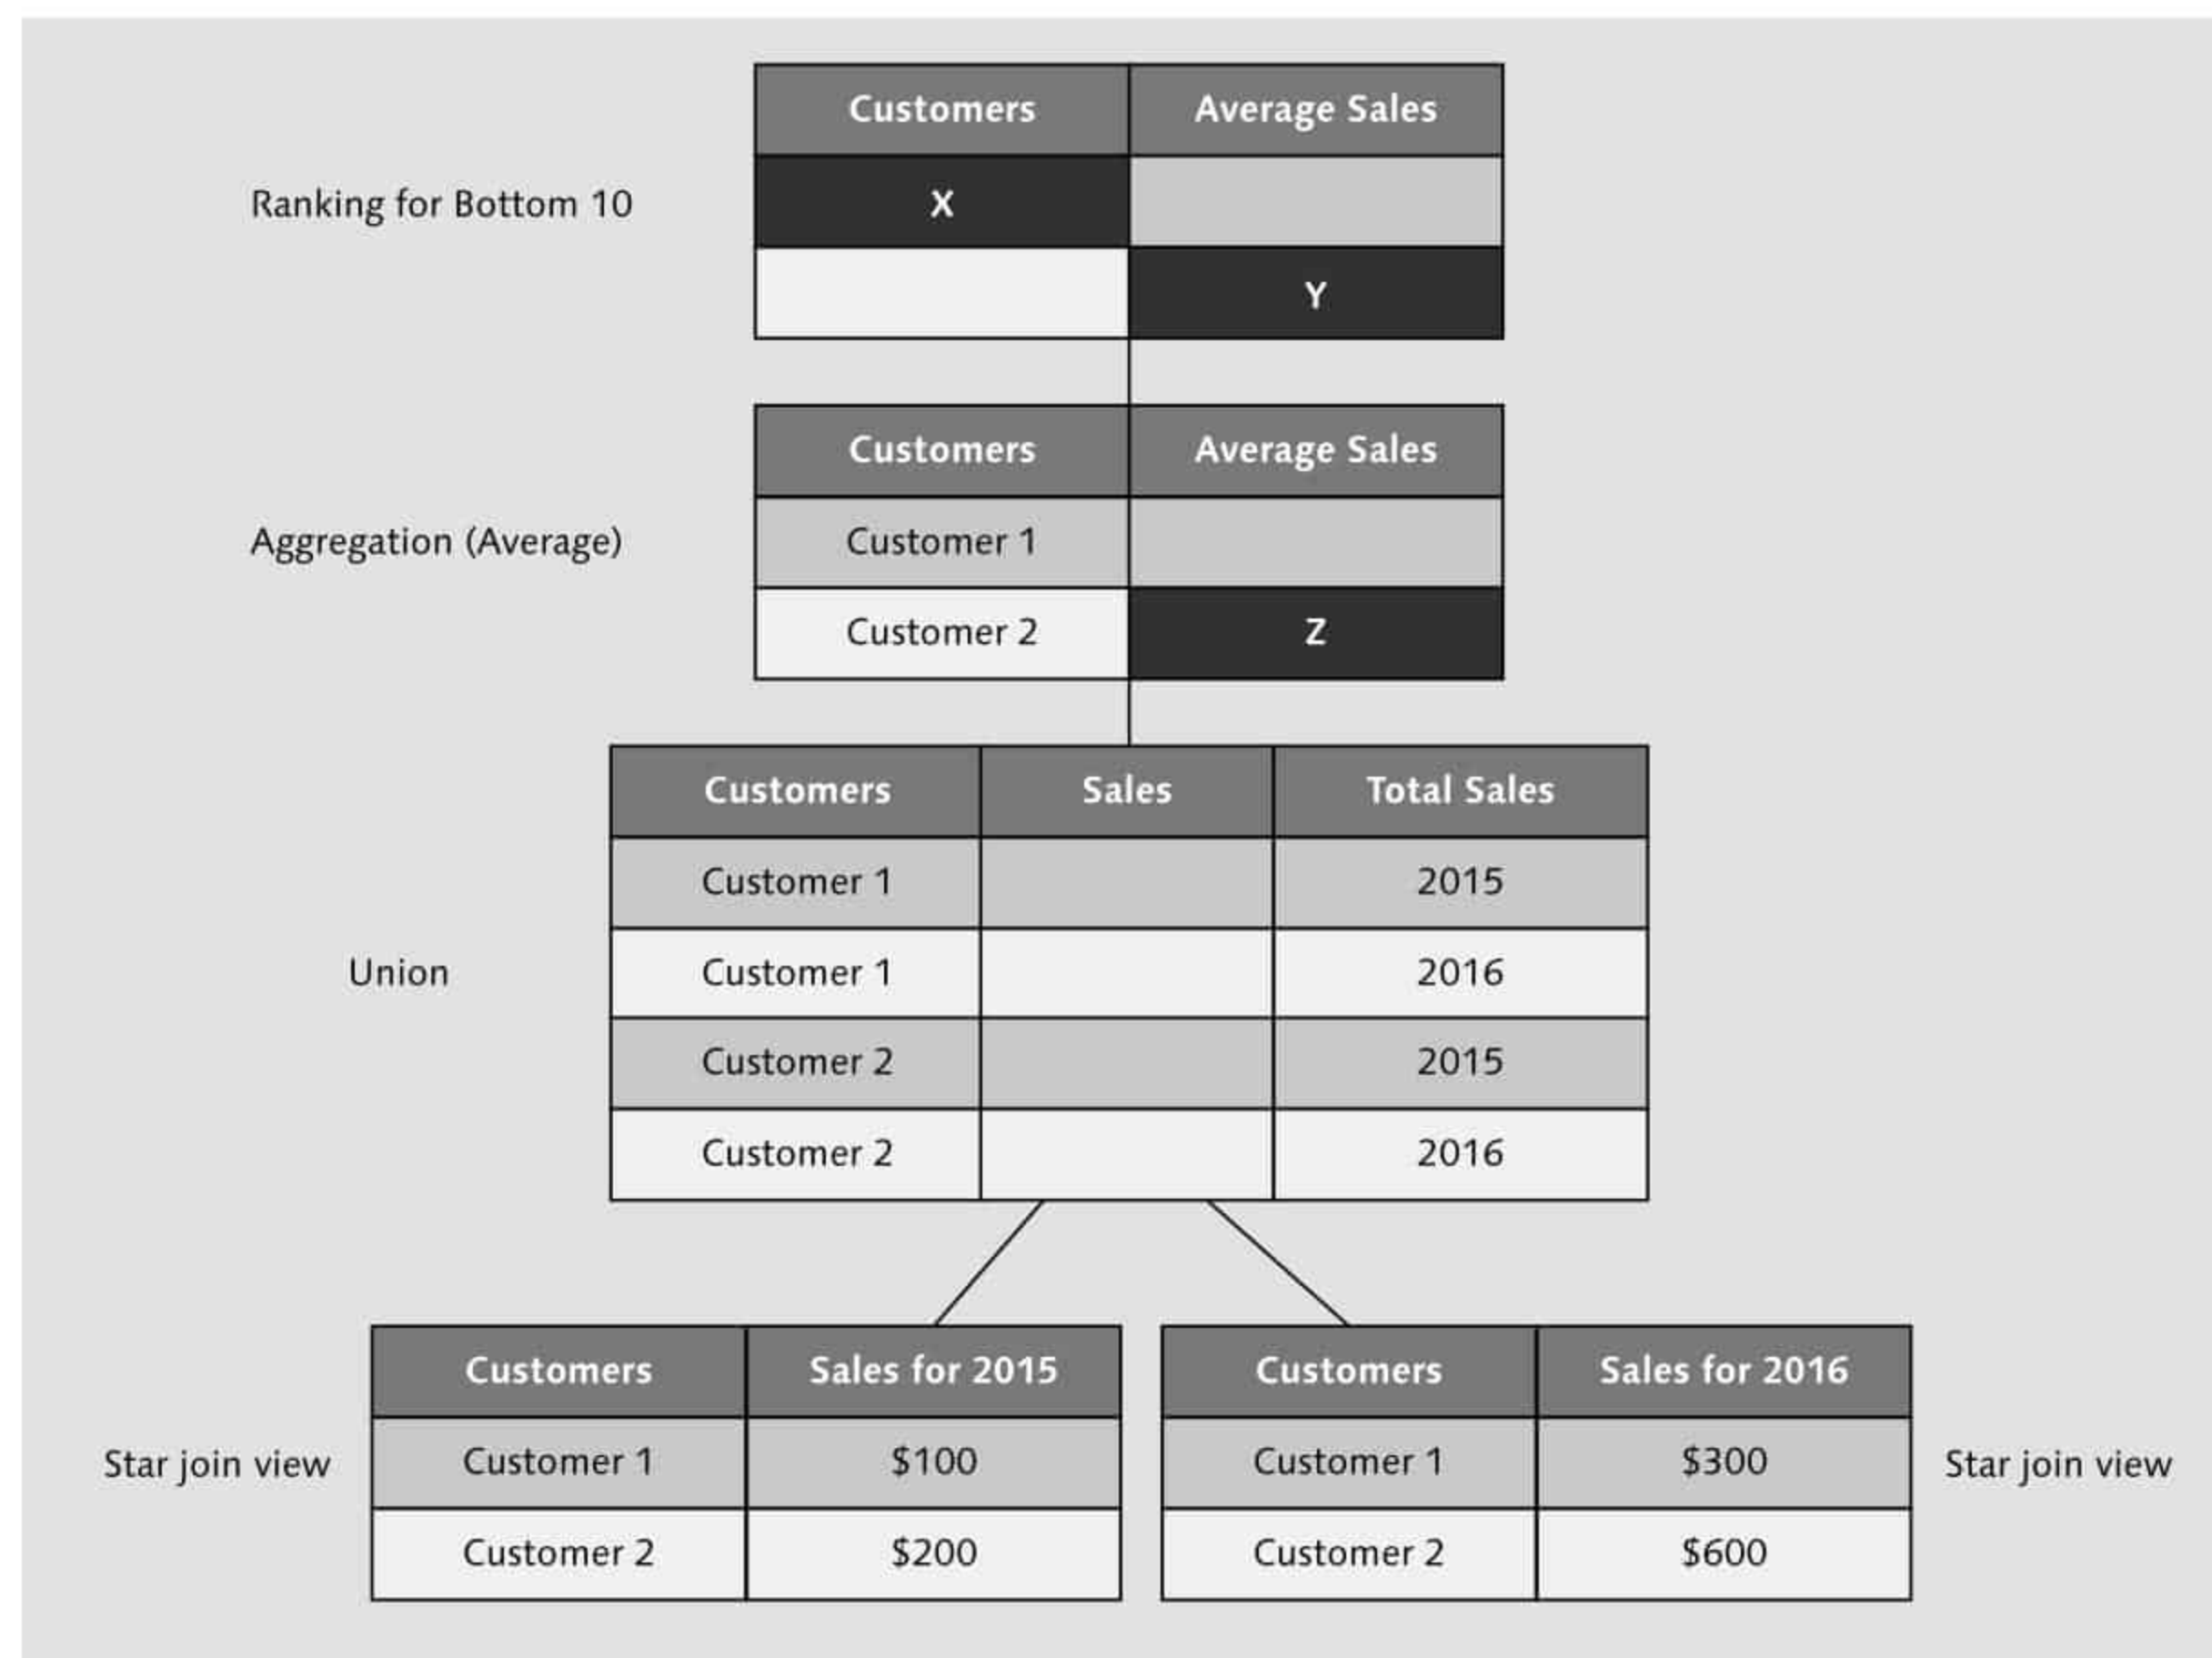 Customers Average Sales
Ranking for Bottom 10 X
Y
Customers Average Sales
Aggregation (Average) Customer 1
Customer 2 Z
Customers Sales Total Sales
Customer 1 2015
Union Customer 1 2016
Customer 2 2015
Customer 2 2016
Customers Sales for 2015 Customers Sales for 2016
Star join view Customer 1 $100 Customer 1 $300 Star join view
Customer 2 $200 Customer 2 $600